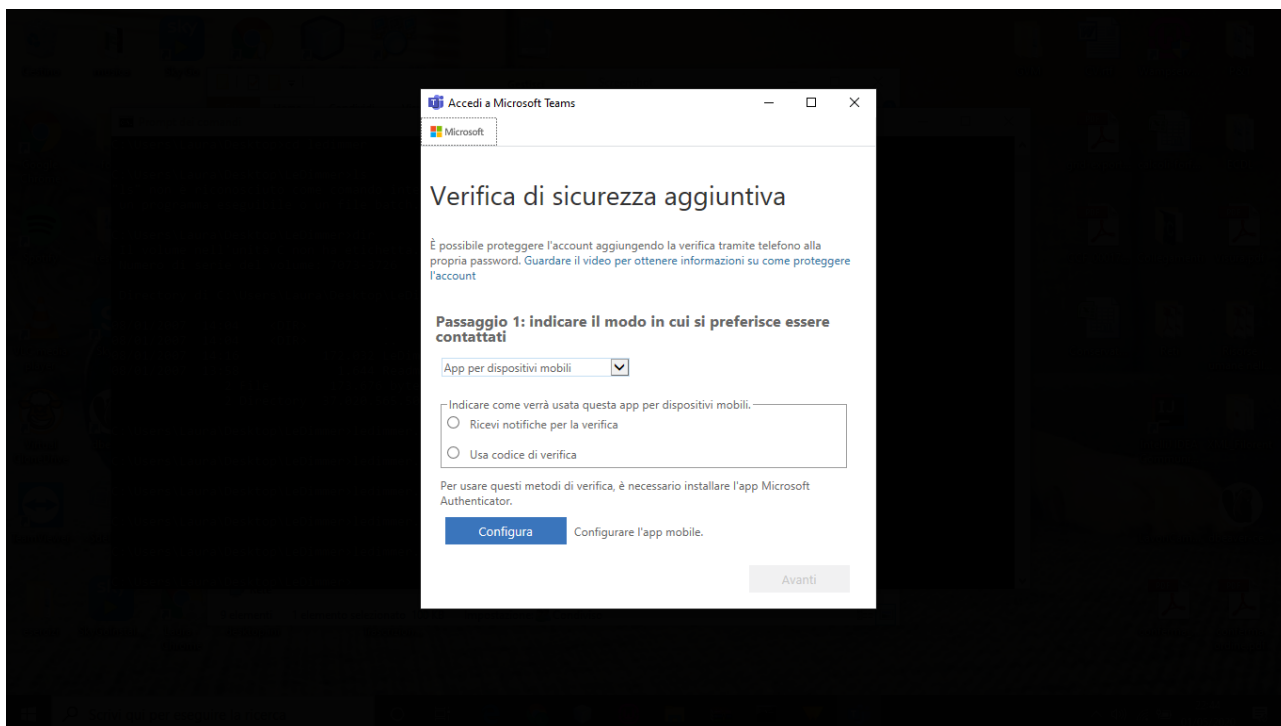 Accedi a Microsoft Teams
Microsoft
Verifica di sicurezza aggiuntiva
È possibile proteggere l'account aggiungendo la verifica tramite telefono alla
propria password. Guardare il video per ottenere informazioni su come proteggere
l'account
Passaggio 1: indicare il modo in cui si preferisce essere
contattati
App per dispositivi mobili
Indicare come verrà usata questa app per dispositivi mobili.
Ricevi notifiche per la verifica
Usa codice di verifica
Per usare questi metodi di verifica, è necessario installare l'app Microsoft
Authenticator.
Configura Configurare l'app mobile.
Avanti